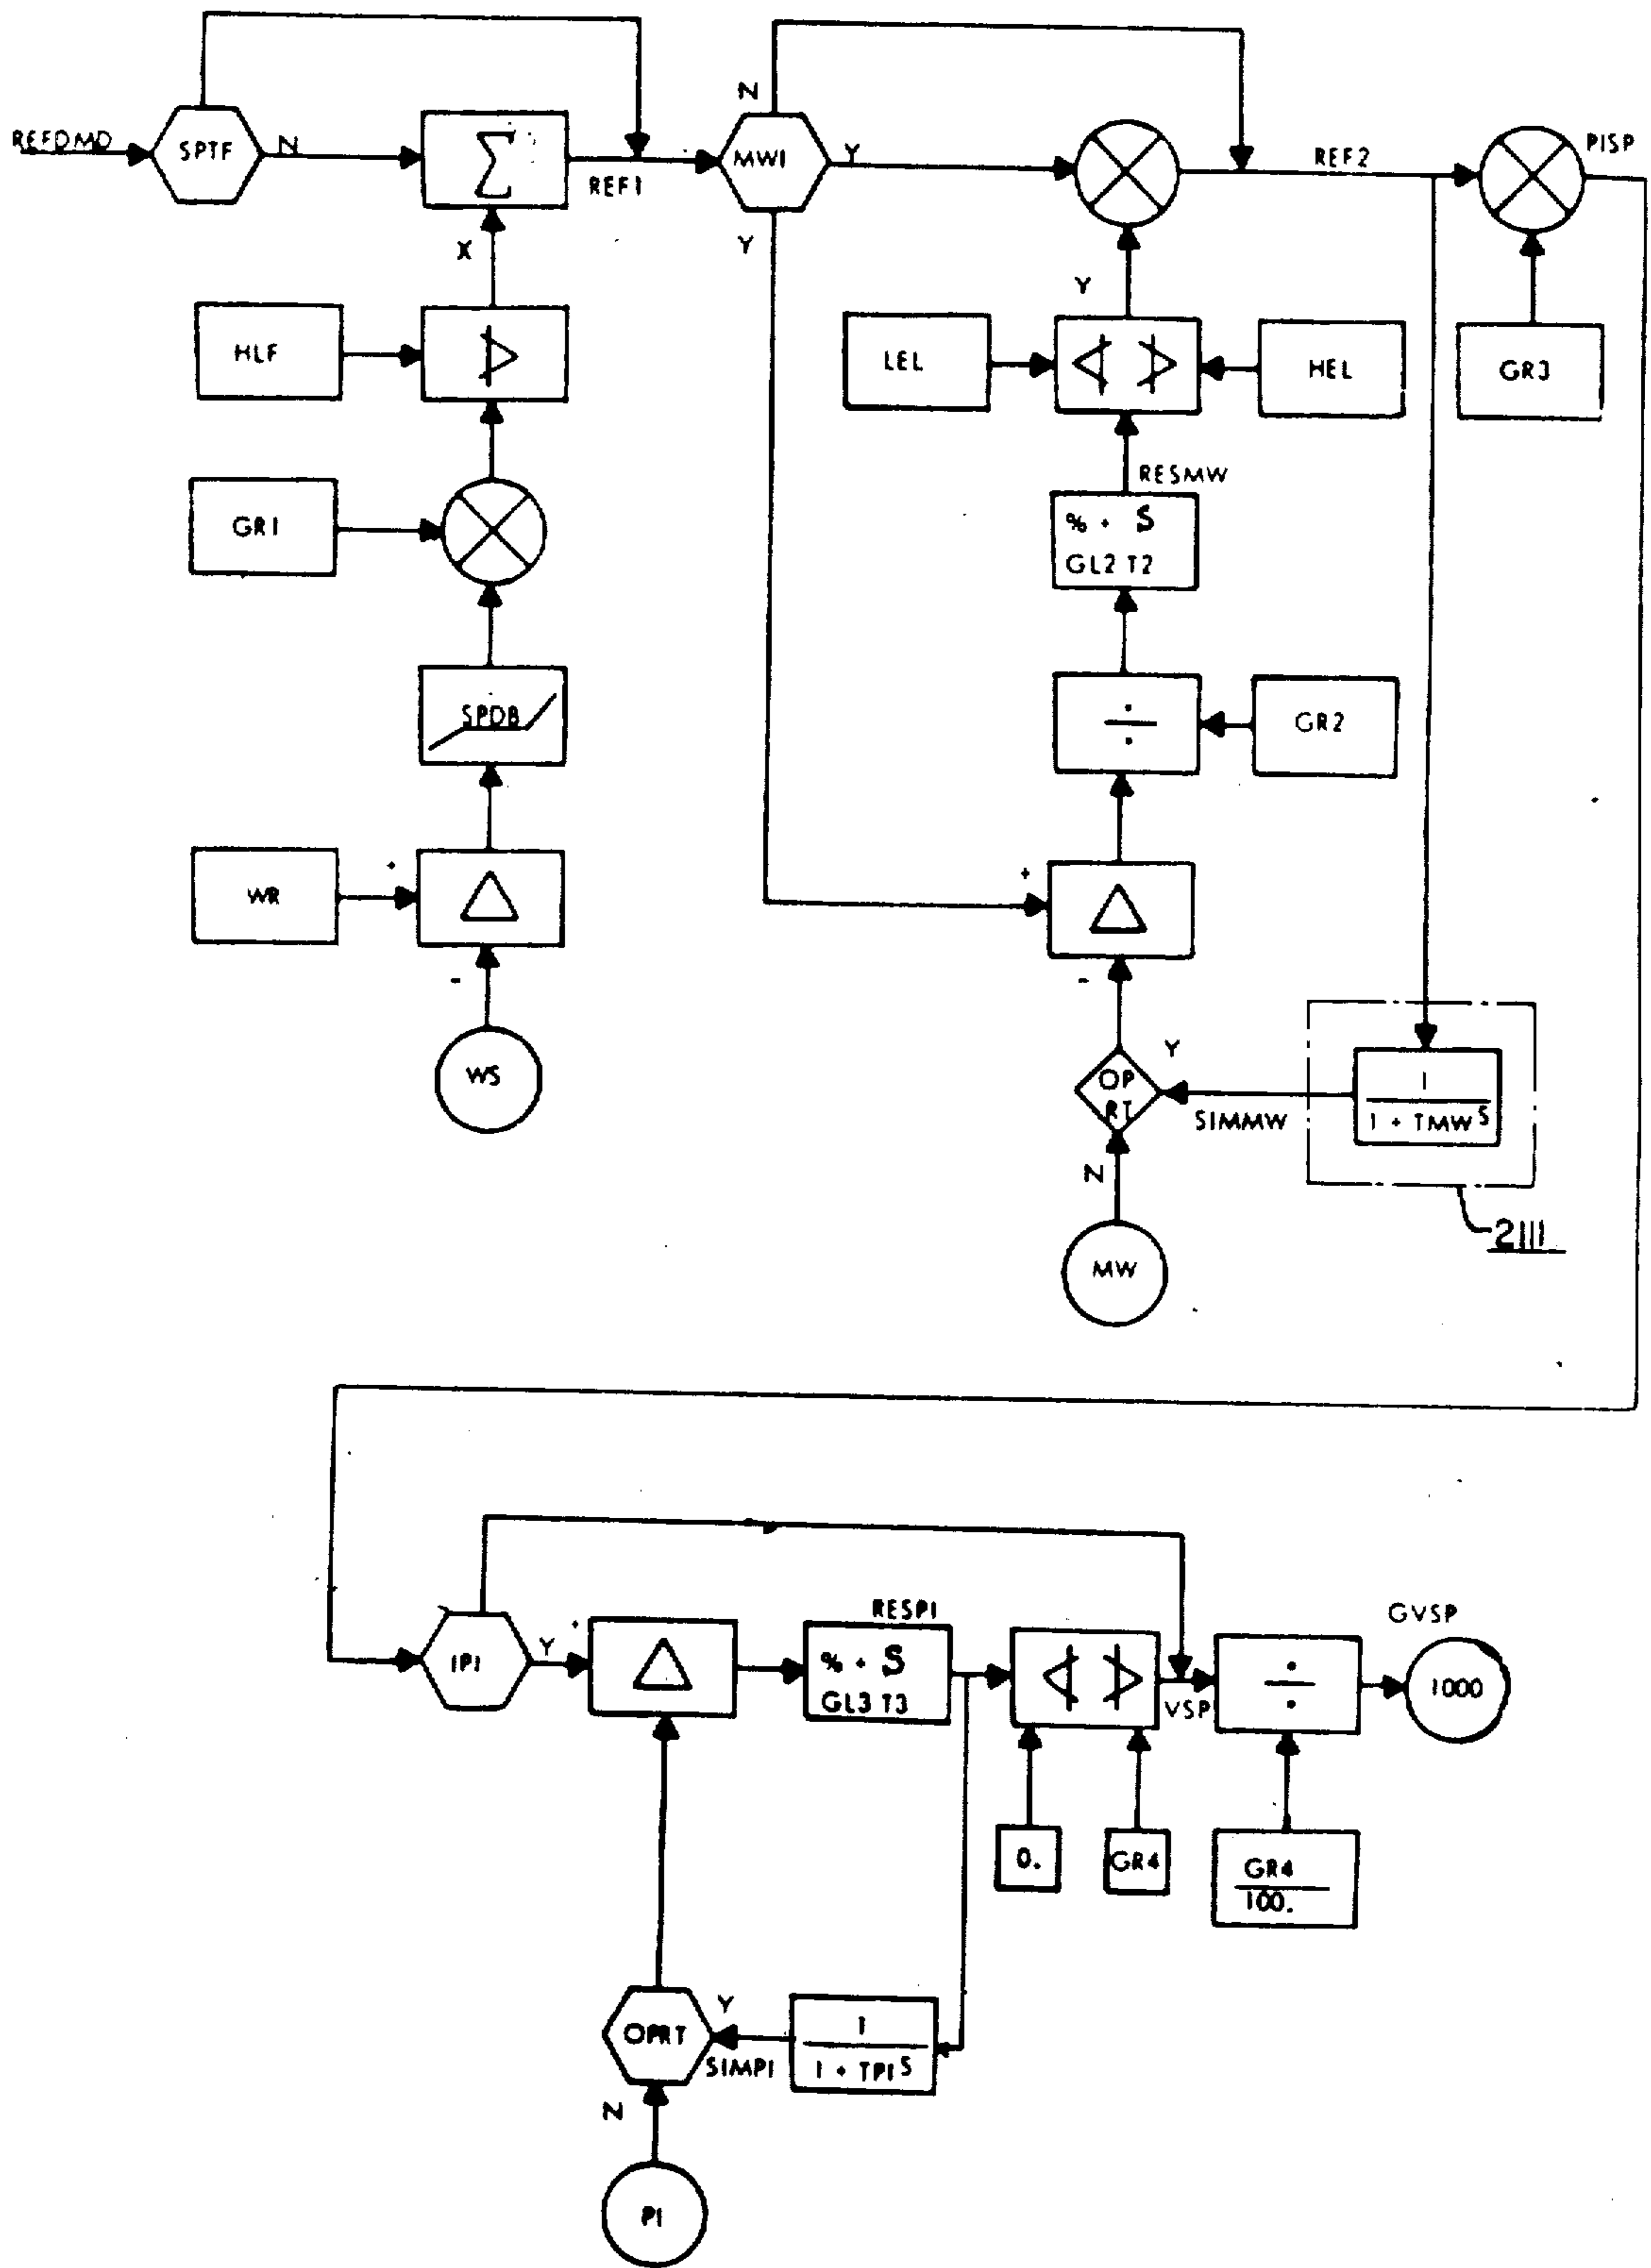 REFDMD
SPTF
N
Σ
REF1
N
MWI
Y
Y
REF2
PISP
X
HLF
Y
LEL
HEL
GR3
GR1
RESMW
% + S
GL2 T2
SPDB
÷
GR2
WR
+
Δ
-
WS
+
Δ
-
OP
RT
Y
SIMMW
1
1 + TMW S
N
MW
2111
IPI
Y
+
Δ
RESPI
% + S
GL3 T3
VSP
÷
GVSP
1000
0.
GR4
GR4
100.
OPRT
Y
SIMPI
1
1 + TPI S
N
PI